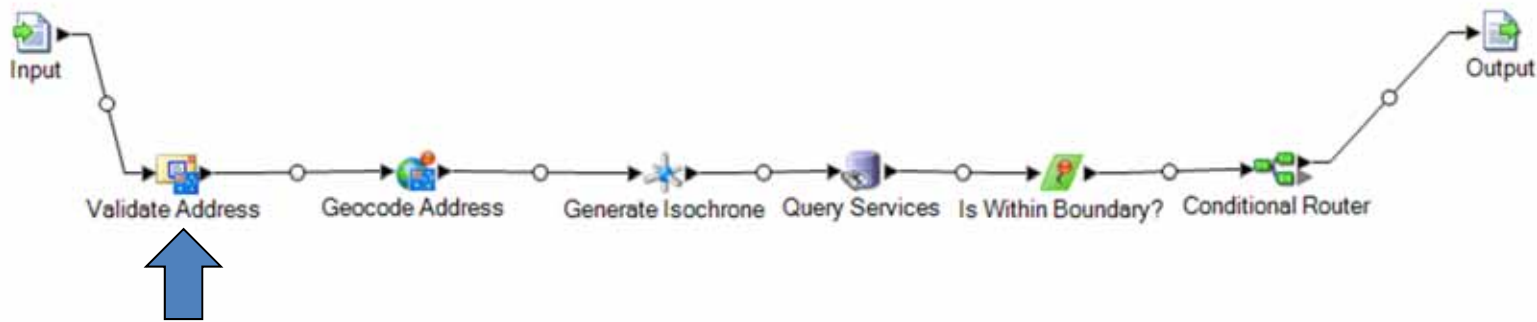 Input
Output
Validate Address
Geocode Address
Generate Isochrone
Query Services
Is Within Boundary?
Conditional Router